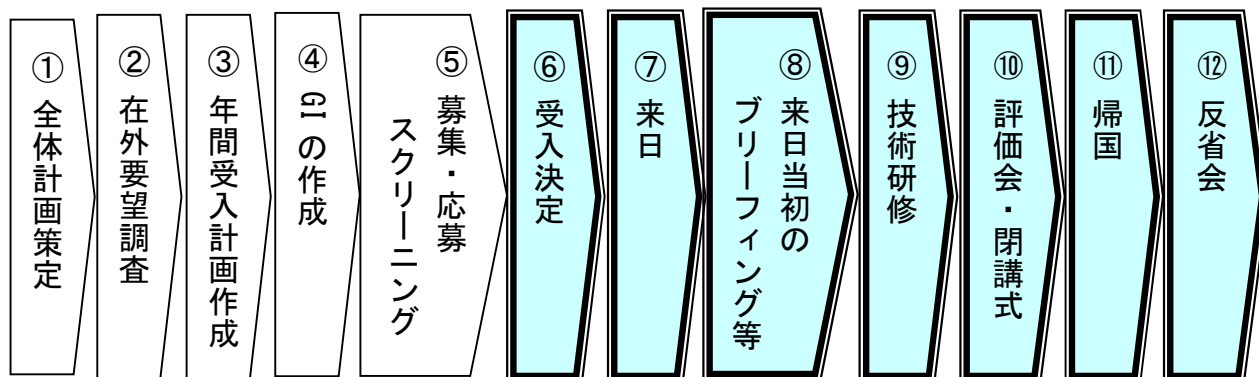 ① 全体計画策定
② 在外要望調査
③ 年間受入計画作成
④ GIの作成
⑤ 募集・応募
スクリーニング
⑥ 受入決定
⑦ 来日
⑧ 来日当初の
ブリーフィング等
⑨ 技術研修
⑩ 評価会・閉講式
⑪ 帰国
⑫ 反省会